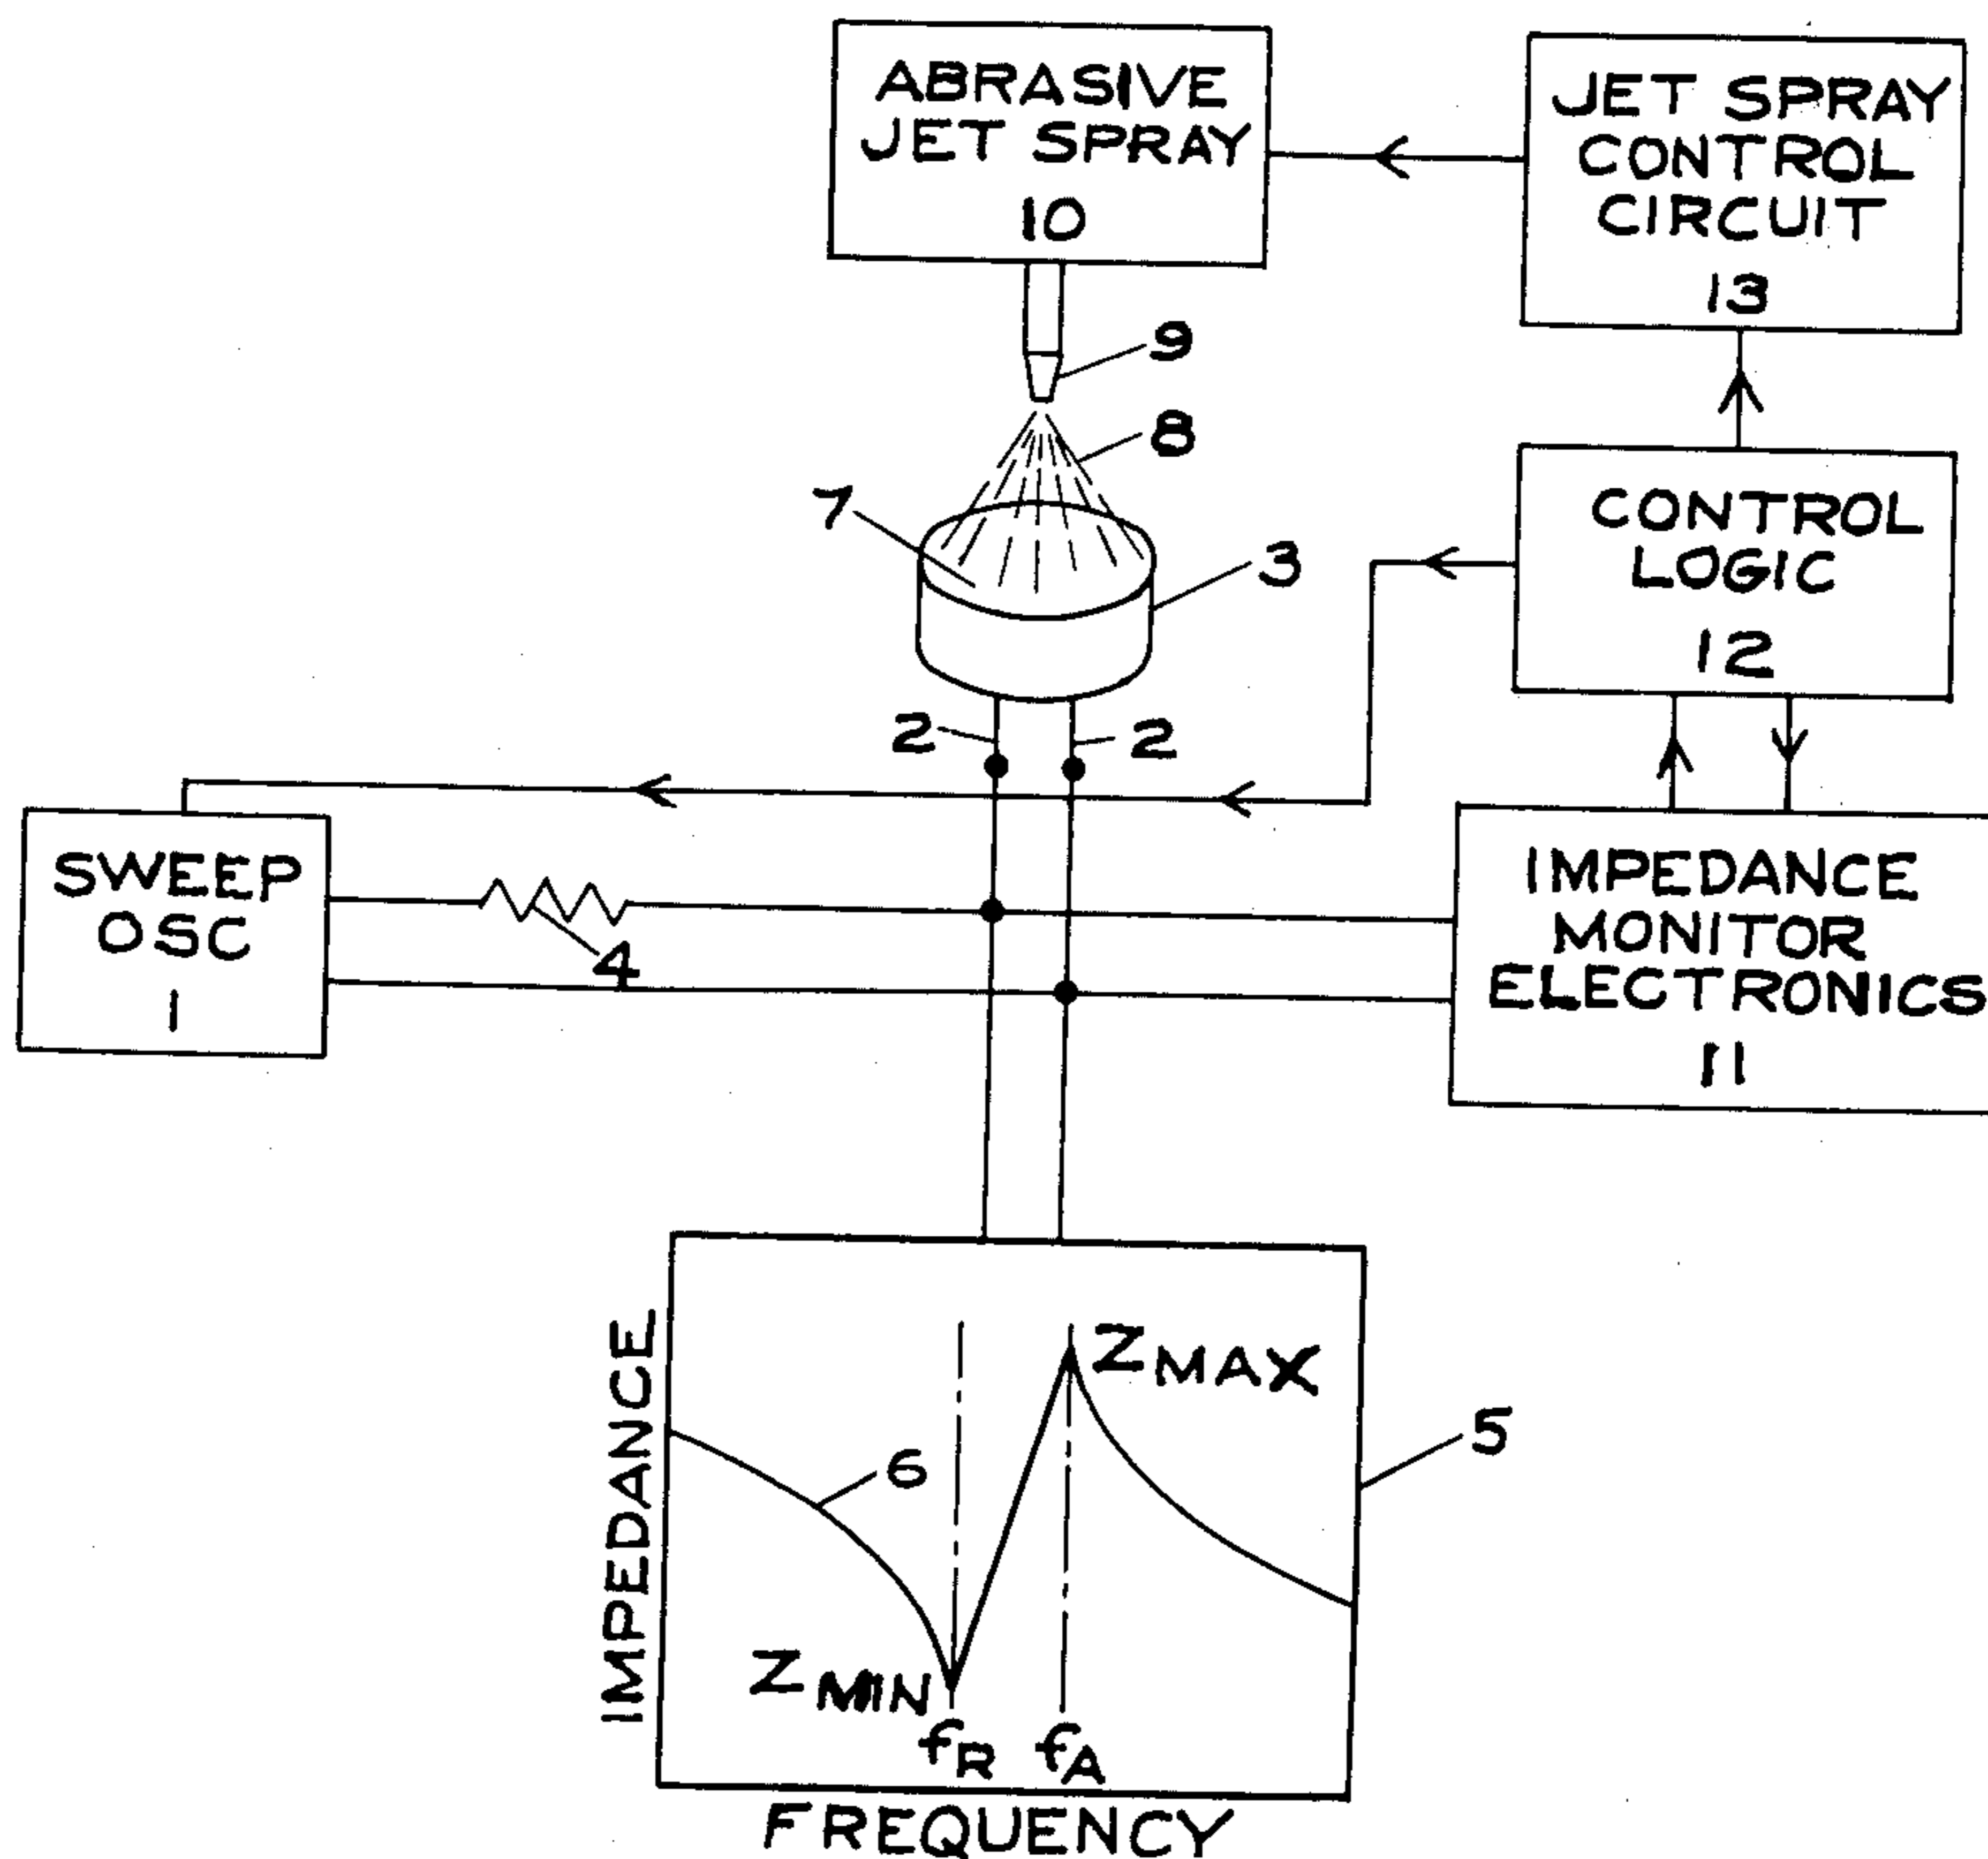 ABRASIVE
JET SPRAY
10
JET SPRAY
CONTROL
CIRCUIT
13
9
8
7
3
CONTROL
LOGIC
12
2
2
SWEEP
OSC
1
4
IMPEDANCE
MONITOR
ELECTRONICS
11
IMPEDANCE
ZMAX
5
6
ZMIN
fR
fA
FREQUENCY